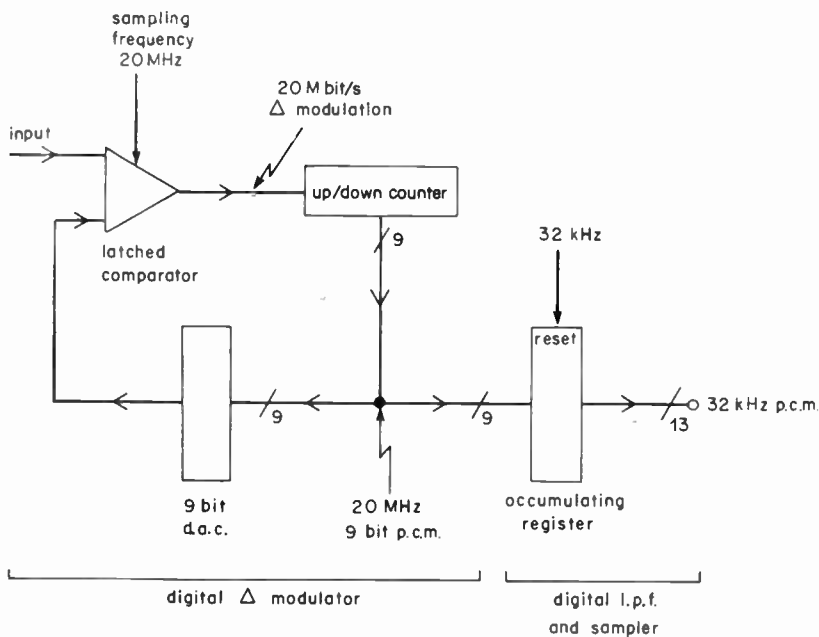 sampling
frequency
20 MHz
20 M bit/s
Δ modulation
input
up/down counter
latched
comparator
9
32 kHz
reset
9
9
13
32 kHz p.c.m.
9 bit
d.a.c.
20 MHz
9 bit p.c.m.
occumulating
register
digital Δ modulator
digital l.p.f.
and sampler